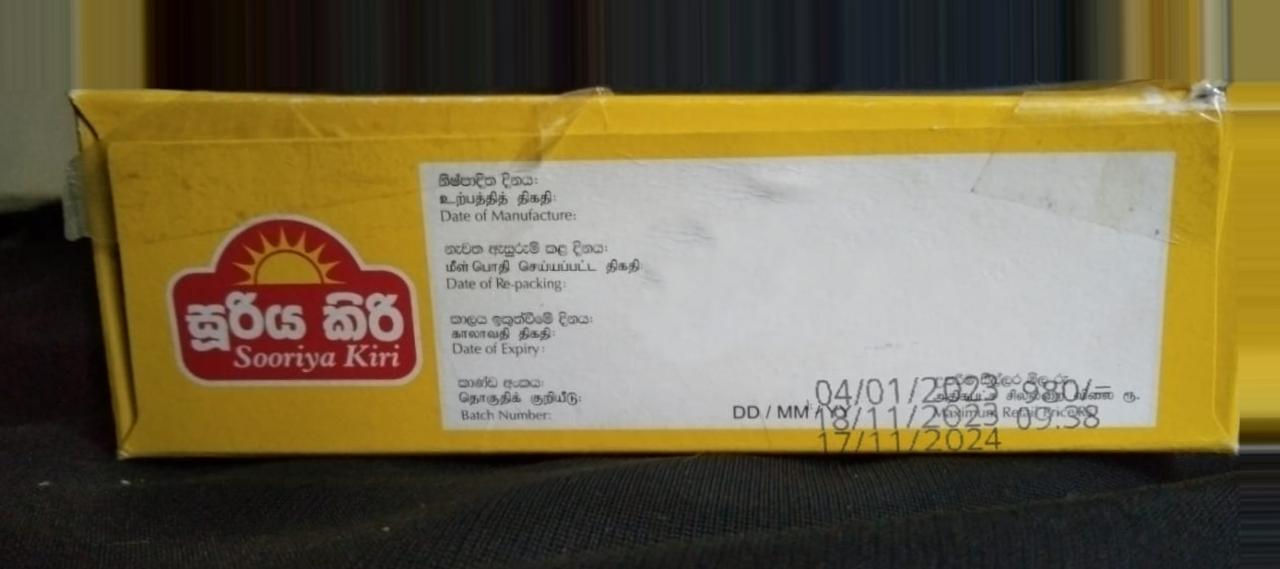 සූරිය කිරි
Sooriya Kiri
නිෂ්පාදිත දිනය:
உற்பத்தித் திகதி:
Date of Manufacture:
නැවත ඇසුරුම් කළ දිනය:
மீள் பொதி செய்யப்பட்ட திகதி:
Date of Re-packing:
කාලය ඉකුත්වීමේ දිනය:
காலாவதி திகதி:
Date of Expiry:
කාණ්ඩ අංකය:
தொகுதிக் குறியீடு:
Batch Number:
DD / MM / YY
04/01/2023 980/=
சில்லறை விலை ரூ.
18/11/2023 09:38
Maximum Retail Price
17/11/2024